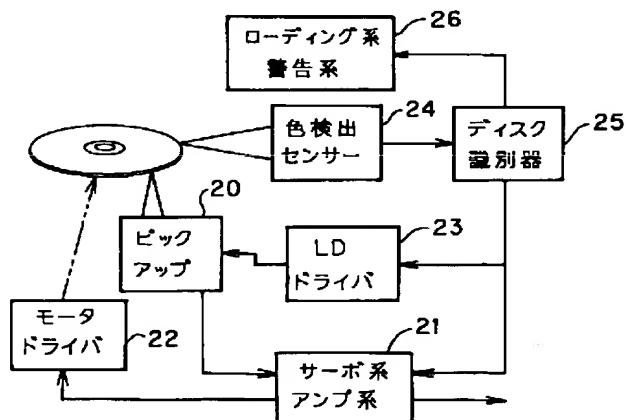 ローディング系
警告系
26
色検出
センサー
24
ディスク
識別器
25
20
ピック
アップ
LD
ドライバ
23
モータ
ドライバ
22
サーボ系
アンプ系
21